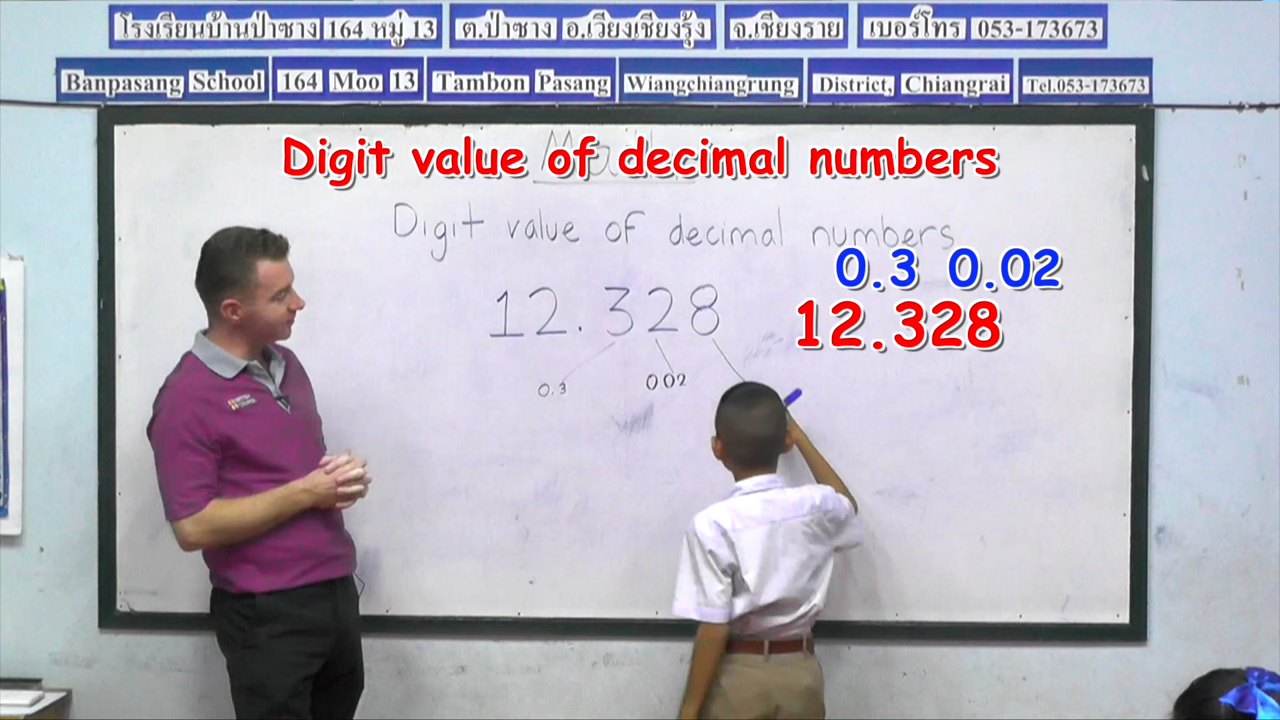 โรงเรียนบ้านป่าซาง 164 หมู่ 13 ต.ป่าซาง อ.เวียงเชียงรุ้ง จ.เชียงราย เบอร์โทร 053-173673
Banpasang School 164 Moo 13 Tambon Pasang Wiangchiangrung District, Chiangrai Tel.053-173673
Digit value of decimal numbers
Digit value of decimal numbers
0.3 0.02
12.328
12.328
0.3 002